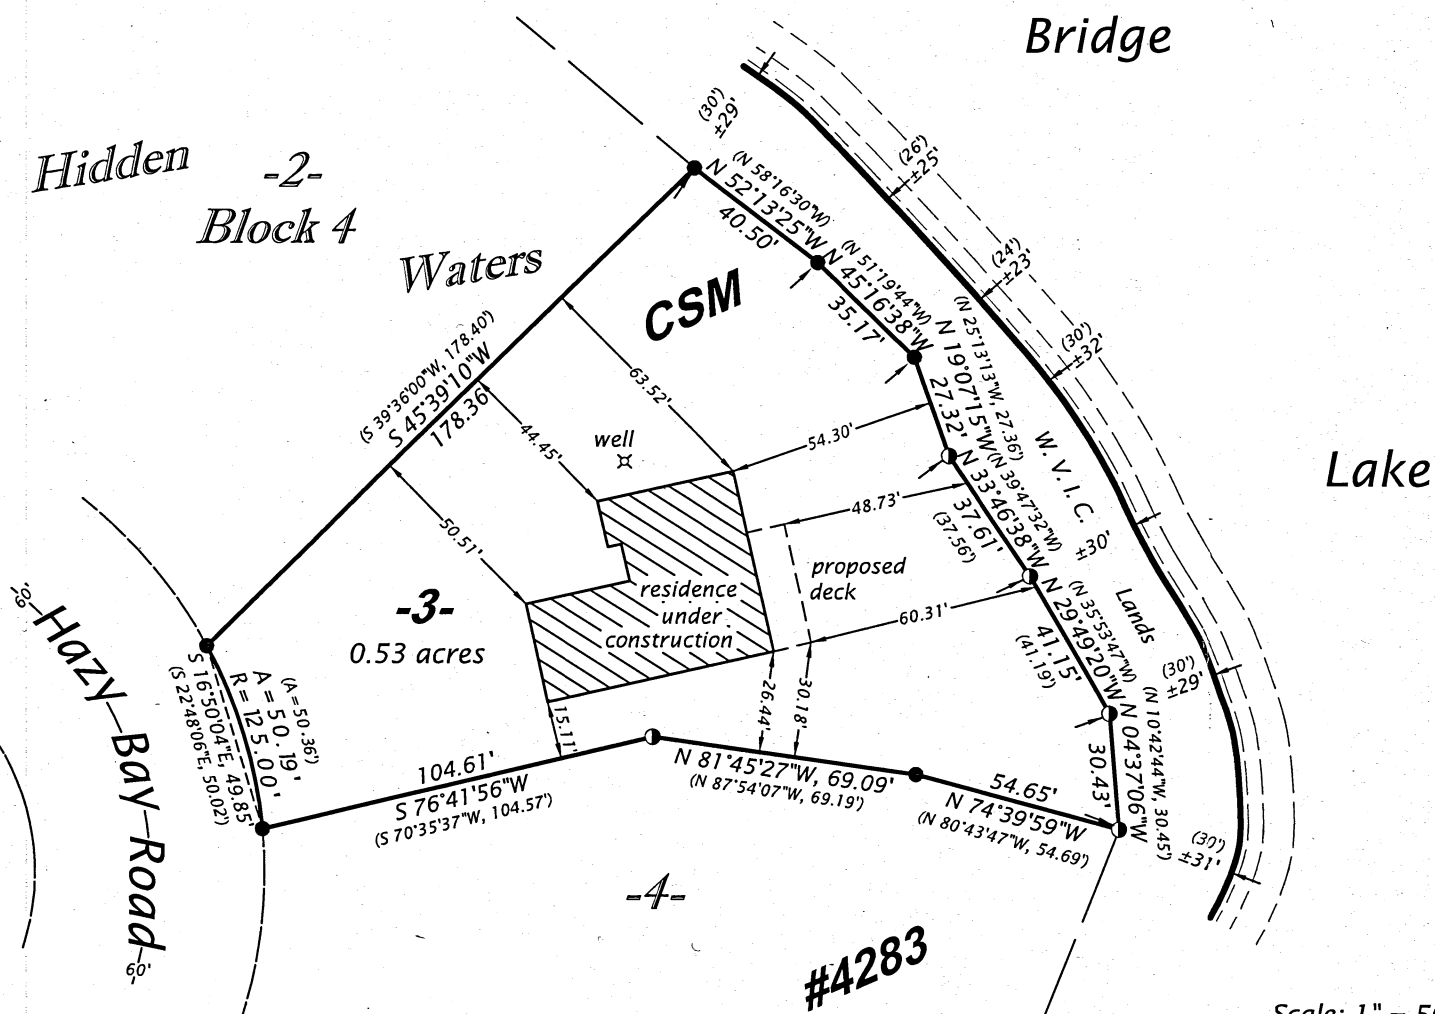 Bridge
Hidden
-2-
Block 4
Waters
CSM
(30')
±29'
(26')
±25'
(24')
±23'
(30')
±32'
(N 58°16'30"W)
N 52°13'25"W
40.50'
(N 51°19'44"W)
N 45°16'38"W
35.17'
(N 25°13'13"W, 27.36')
N 19°07'15"W
27.32'
(S 39°36'00"W, 178.40')
S 45°39'10"W
178.36'
63.52'
44.45'
50.51'
well
54.30'
48.73'
60.31'
W. V. I. C.
Lands
Lake
(N 39°47'32"W)
N 33°46'38"W
37.61'
(37.56')
±30'
proposed
deck
residence
under
construction
-3-
0.53 acres
(N 35°53'47"W)
N 29°49'20"W
41.15'
(41.19')
(30')
±29'
60'
Hazy Bay Road
60'
(A = 50.36')
A = 50.19'
R = 125.00'
S 16°50'04"E, 49.85'
(S 22°48'06"E, 50.02')
15.11'
26.44'
30.18'
104.61'
S 76°41'56"W
(S 70°35'37"W, 104.57')
N 81°45'27"W, 69.09'
(N 87°54'07"W, 69.19')
54.65'
N 74°39'59"W
(N 80°43'47"W, 54.69')
(N 10°42'44"W, 30.45')
N 04°37'06"W
30.43'
(30')
±31'
-4-
#4283
Scale: 1" =